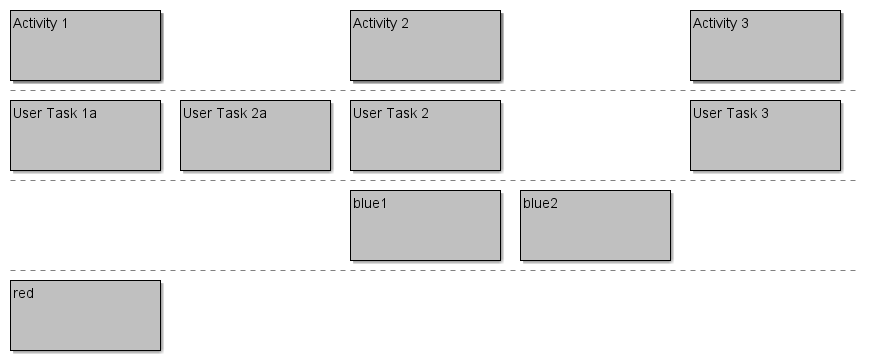 Activity 1
Activity 2
Activity 3
User Task 1a
User Task 2a
User Task 2
User Task 3
blue1
blue2
red